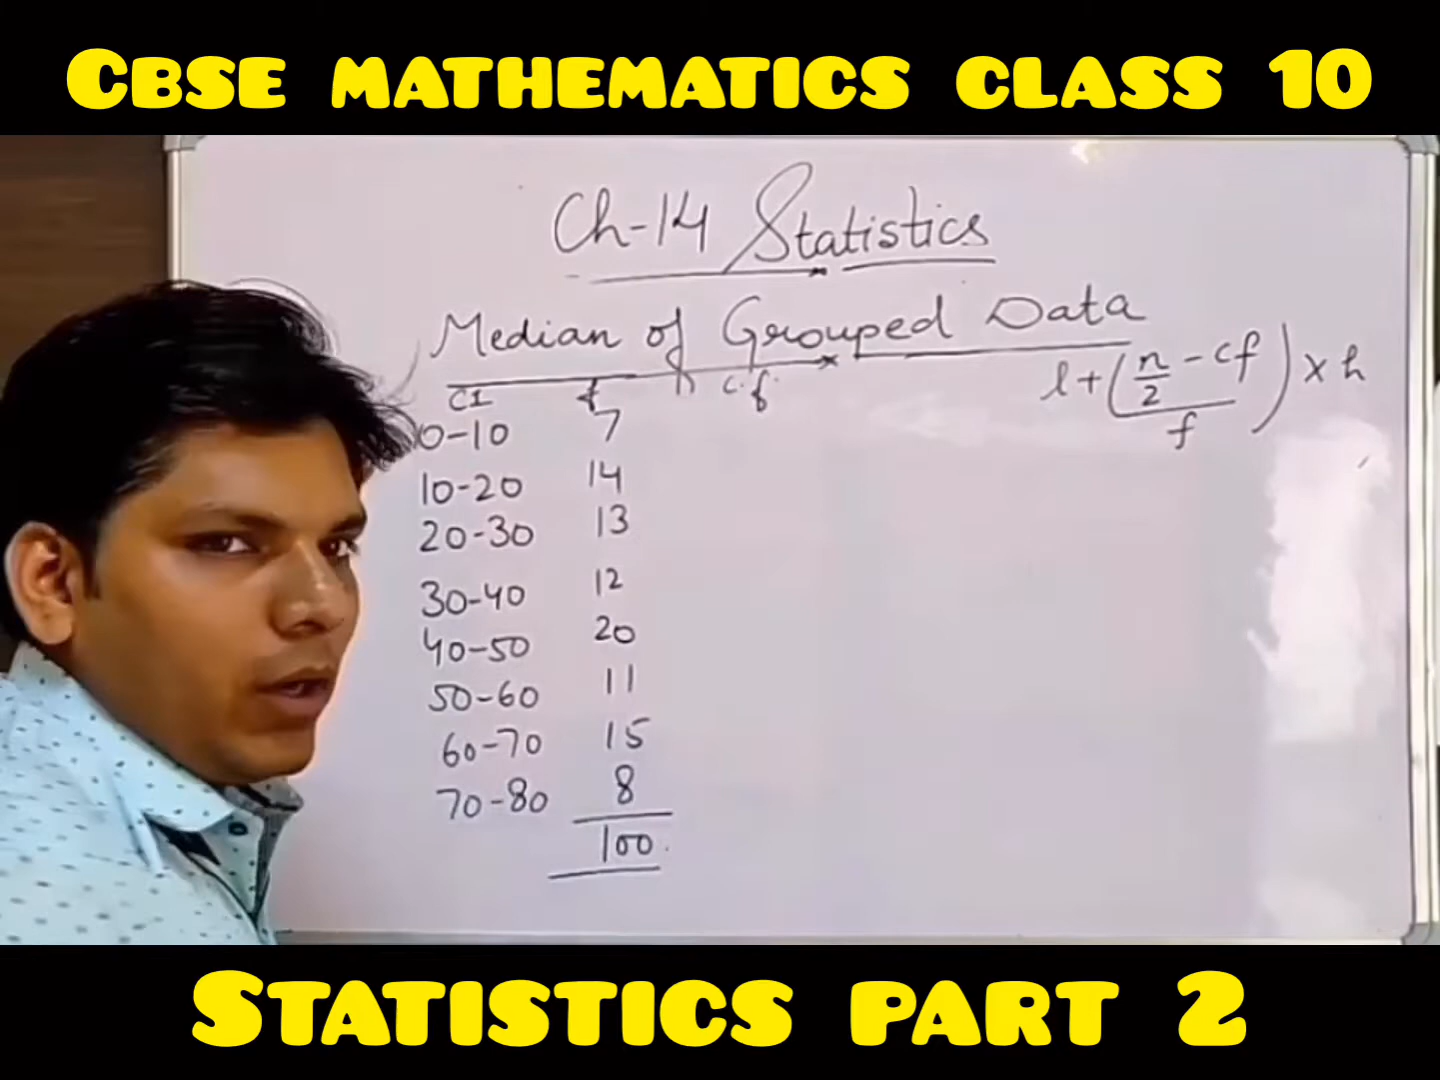 CBSE MATHEMATICS CLASS 10
Ch-14 Statistics
Median of Grouped Data
l + (n/2 - cf / f) × h
CI f c.f.
0-10 7
10-20 14
20-30 13
30-40 12
40-50 20
50-60 11
60-70 15
70-80 8
100
STATISTICS PART 2